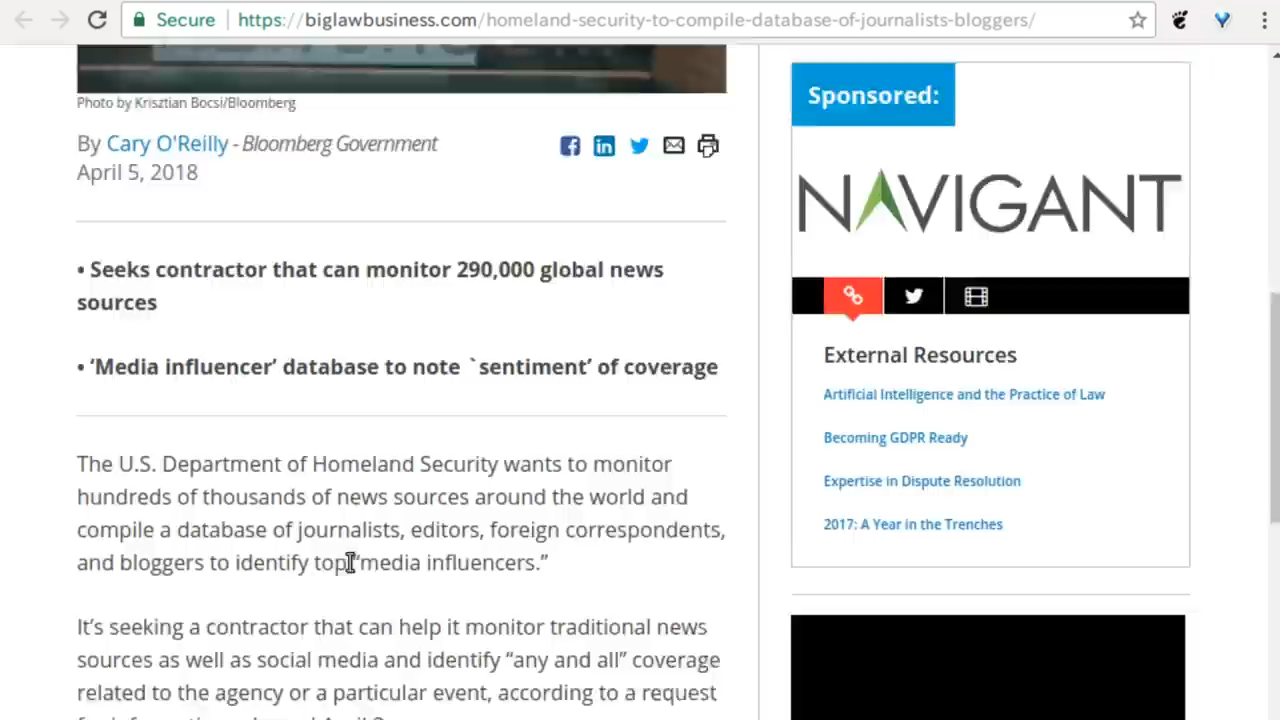 Secure https://biglawbusiness.com/homeland-security-to-compile-database-of-journalists-bloggers/
Photo by Krisztian Bocsi/Bloomberg
By Cary O'Reilly - Bloomberg Government
April 5, 2018
• Seeks contractor that can monitor 290,000 global news
sources
• ‘Media influencer’ database to note `sentiment’ of coverage
The U.S. Department of Homeland Security wants to monitor
hundreds of thousands of news sources around the world and
compile a database of journalists, editors, foreign correspondents,
and bloggers to identify top “media influencers.”
It’s seeking a contractor that can help it monitor traditional news
sources as well as social media and identify “any and all” coverage
related to the agency or a particular event, according to a request
Sponsored:
NAVIGANT
External Resources
Artificial Intelligence and the Practice of Law
Becoming GDPR Ready
Expertise in Dispute Resolution
2017: A Year in the Trenches